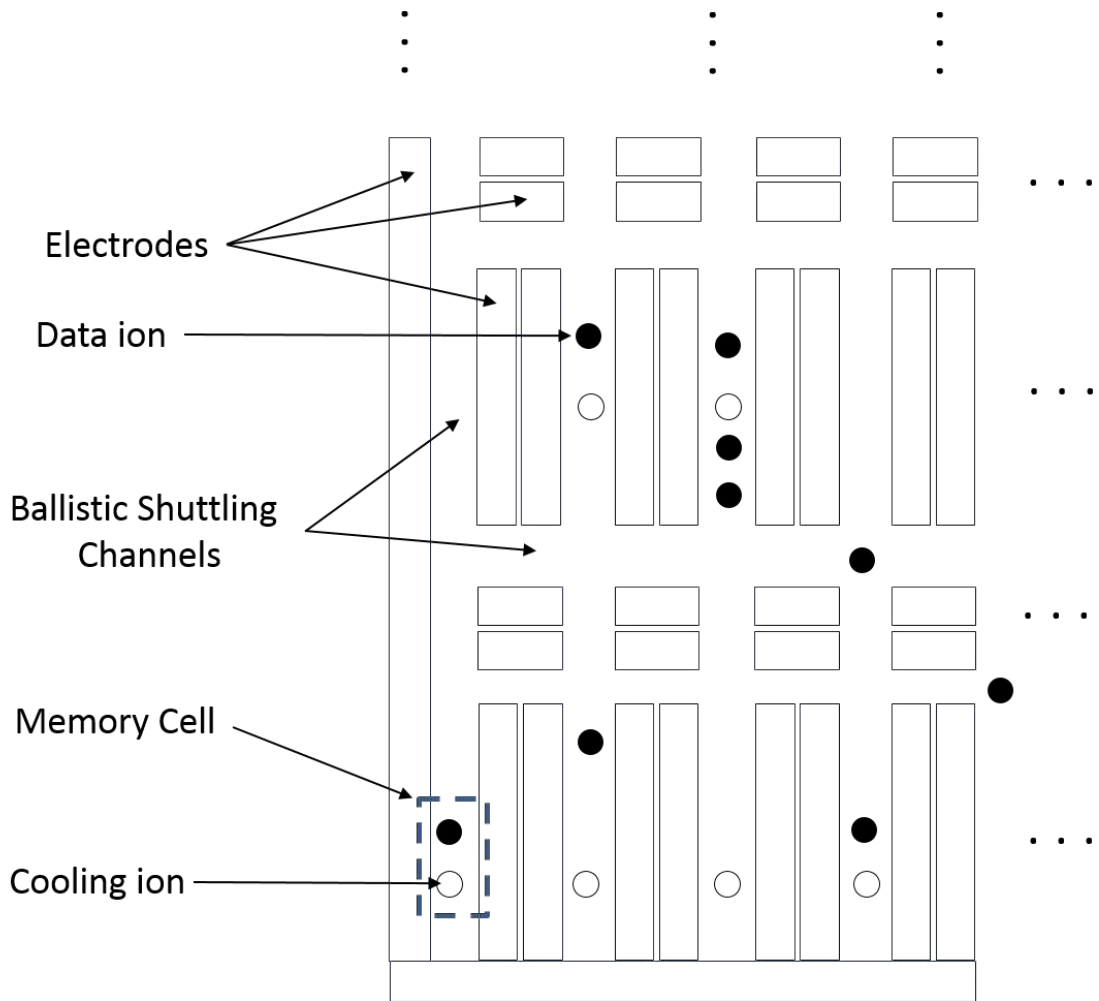 Electrodes
Data ion
Ballistic Shuttling
Channels
Memory Cell
Cooling ion